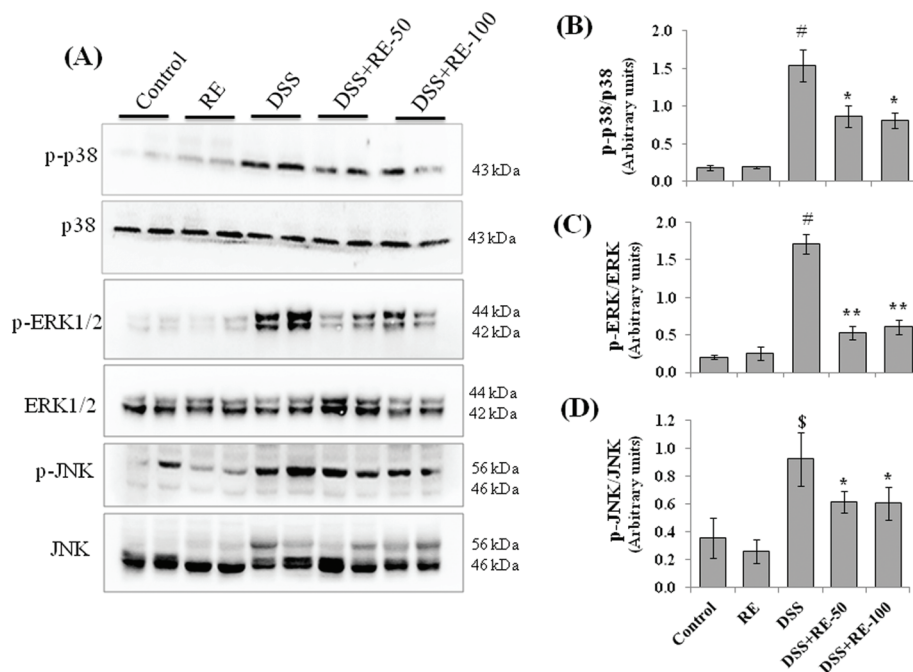 (A)
Control
RE
DSS
DSS+RE-50
DSS+RE-100
p-p38
43 kDa
p38
43 kDa
p-ERK1/2
44 kDa
42 kDa
ERK1/2
44 kDa
42 kDa
p-JNK
56 kDa
46 kDa
JNK
56 kDa
46 kDa
(B)
p-p38/p38
(Arbitrary units)
2.0
1.5
1.0
0.5
0.0
#
*
*
(C)
p-ERK/ERK
(Arbitrary units)
2.0
1.5
1.0
0.5
0.0
#
**
**
(D)
p-JNK/JNK
(Arbitrary units)
1.2
1.0
0.8
0.6
0.4
0.2
0.0
$
*
*
Control
RE
DSS
DSS+RE-50
DSS+RE-100